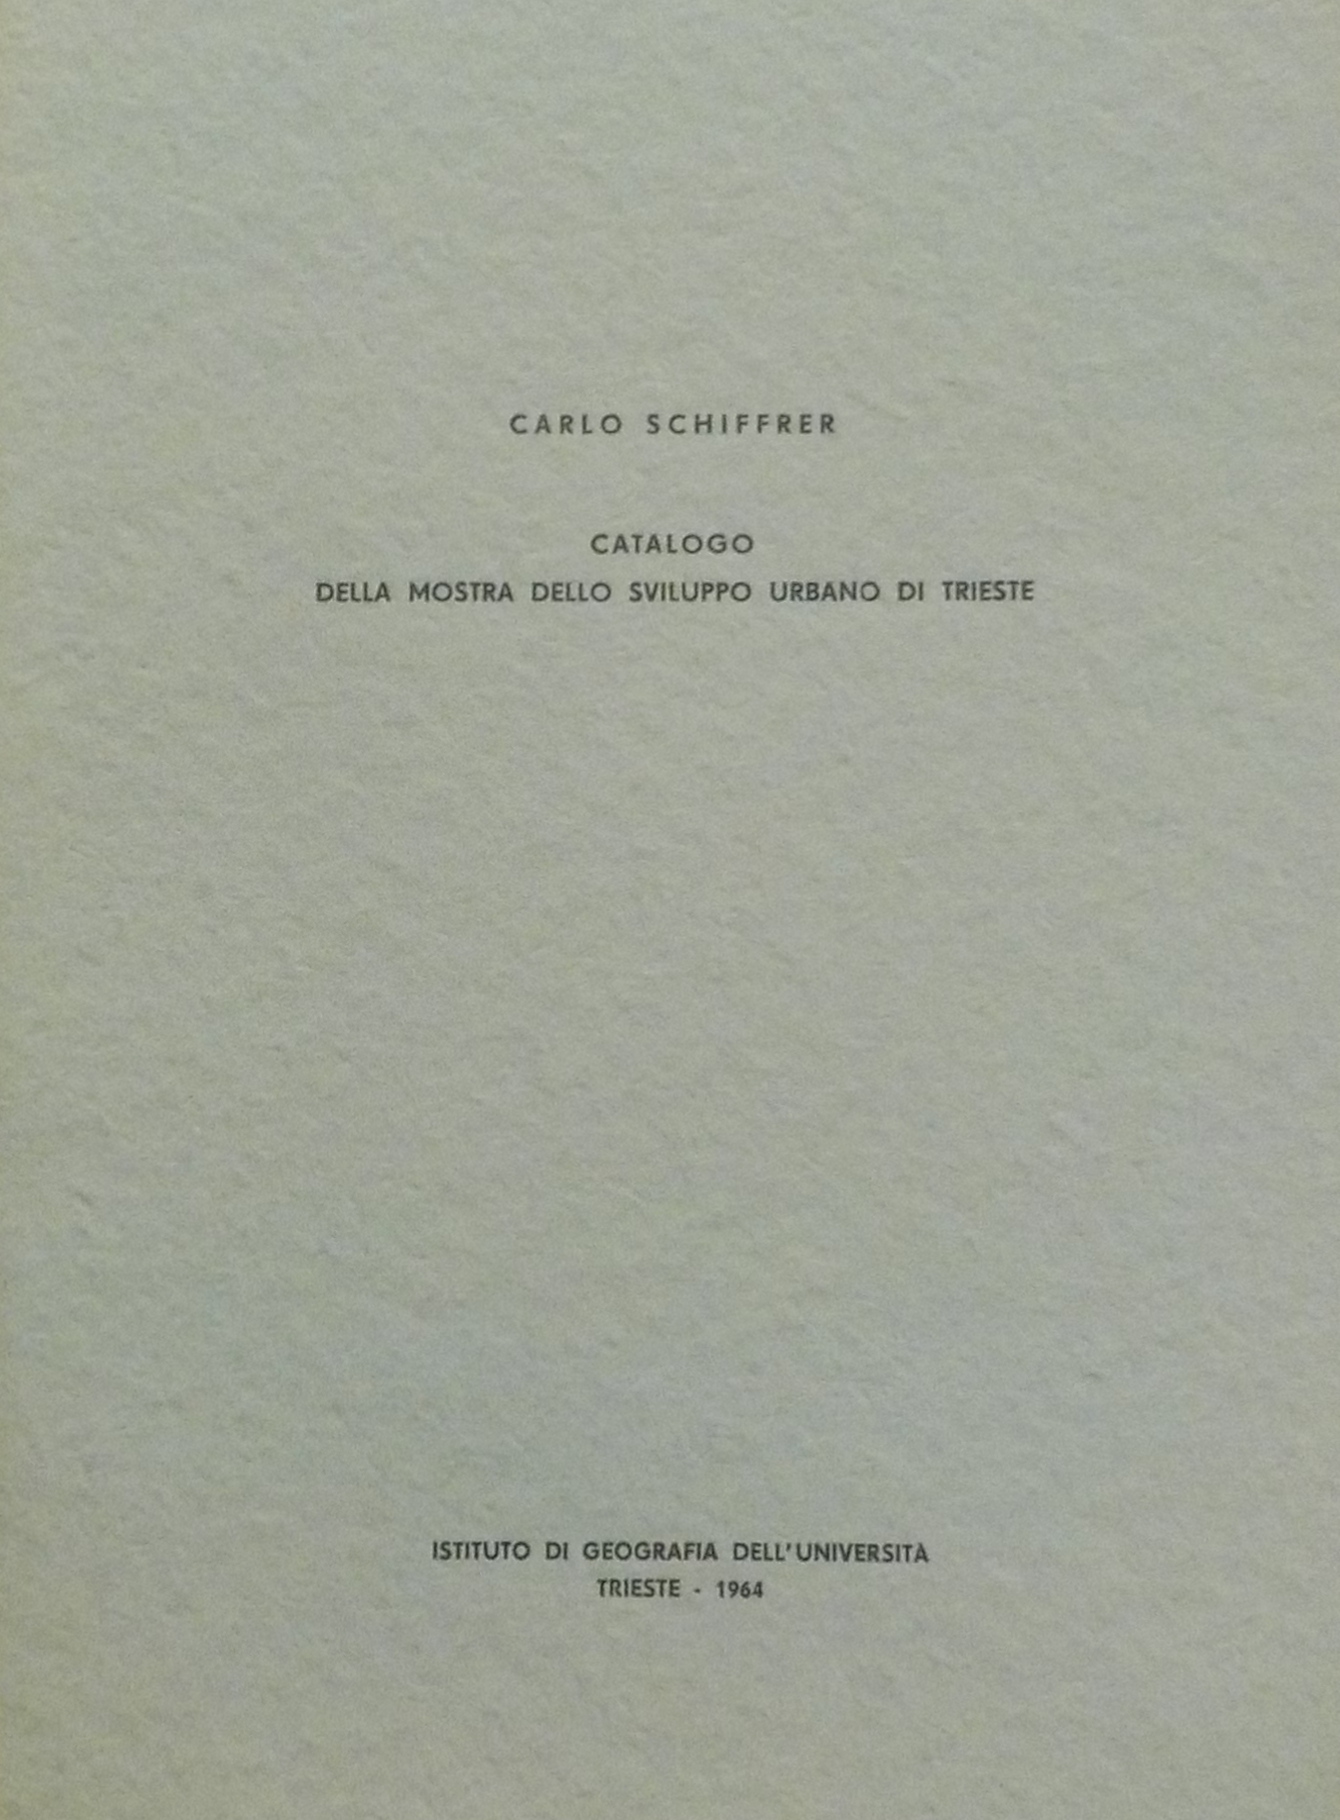 CARLO SCHIFFRER
CATALOGO
DELLA MOSTRA DELLO SVILUPPO URBANO DI TRIESTE
ISTITUTO DI GEOGRAFIA DELL'UNIVERSITÀ
TRIESTE - 1964